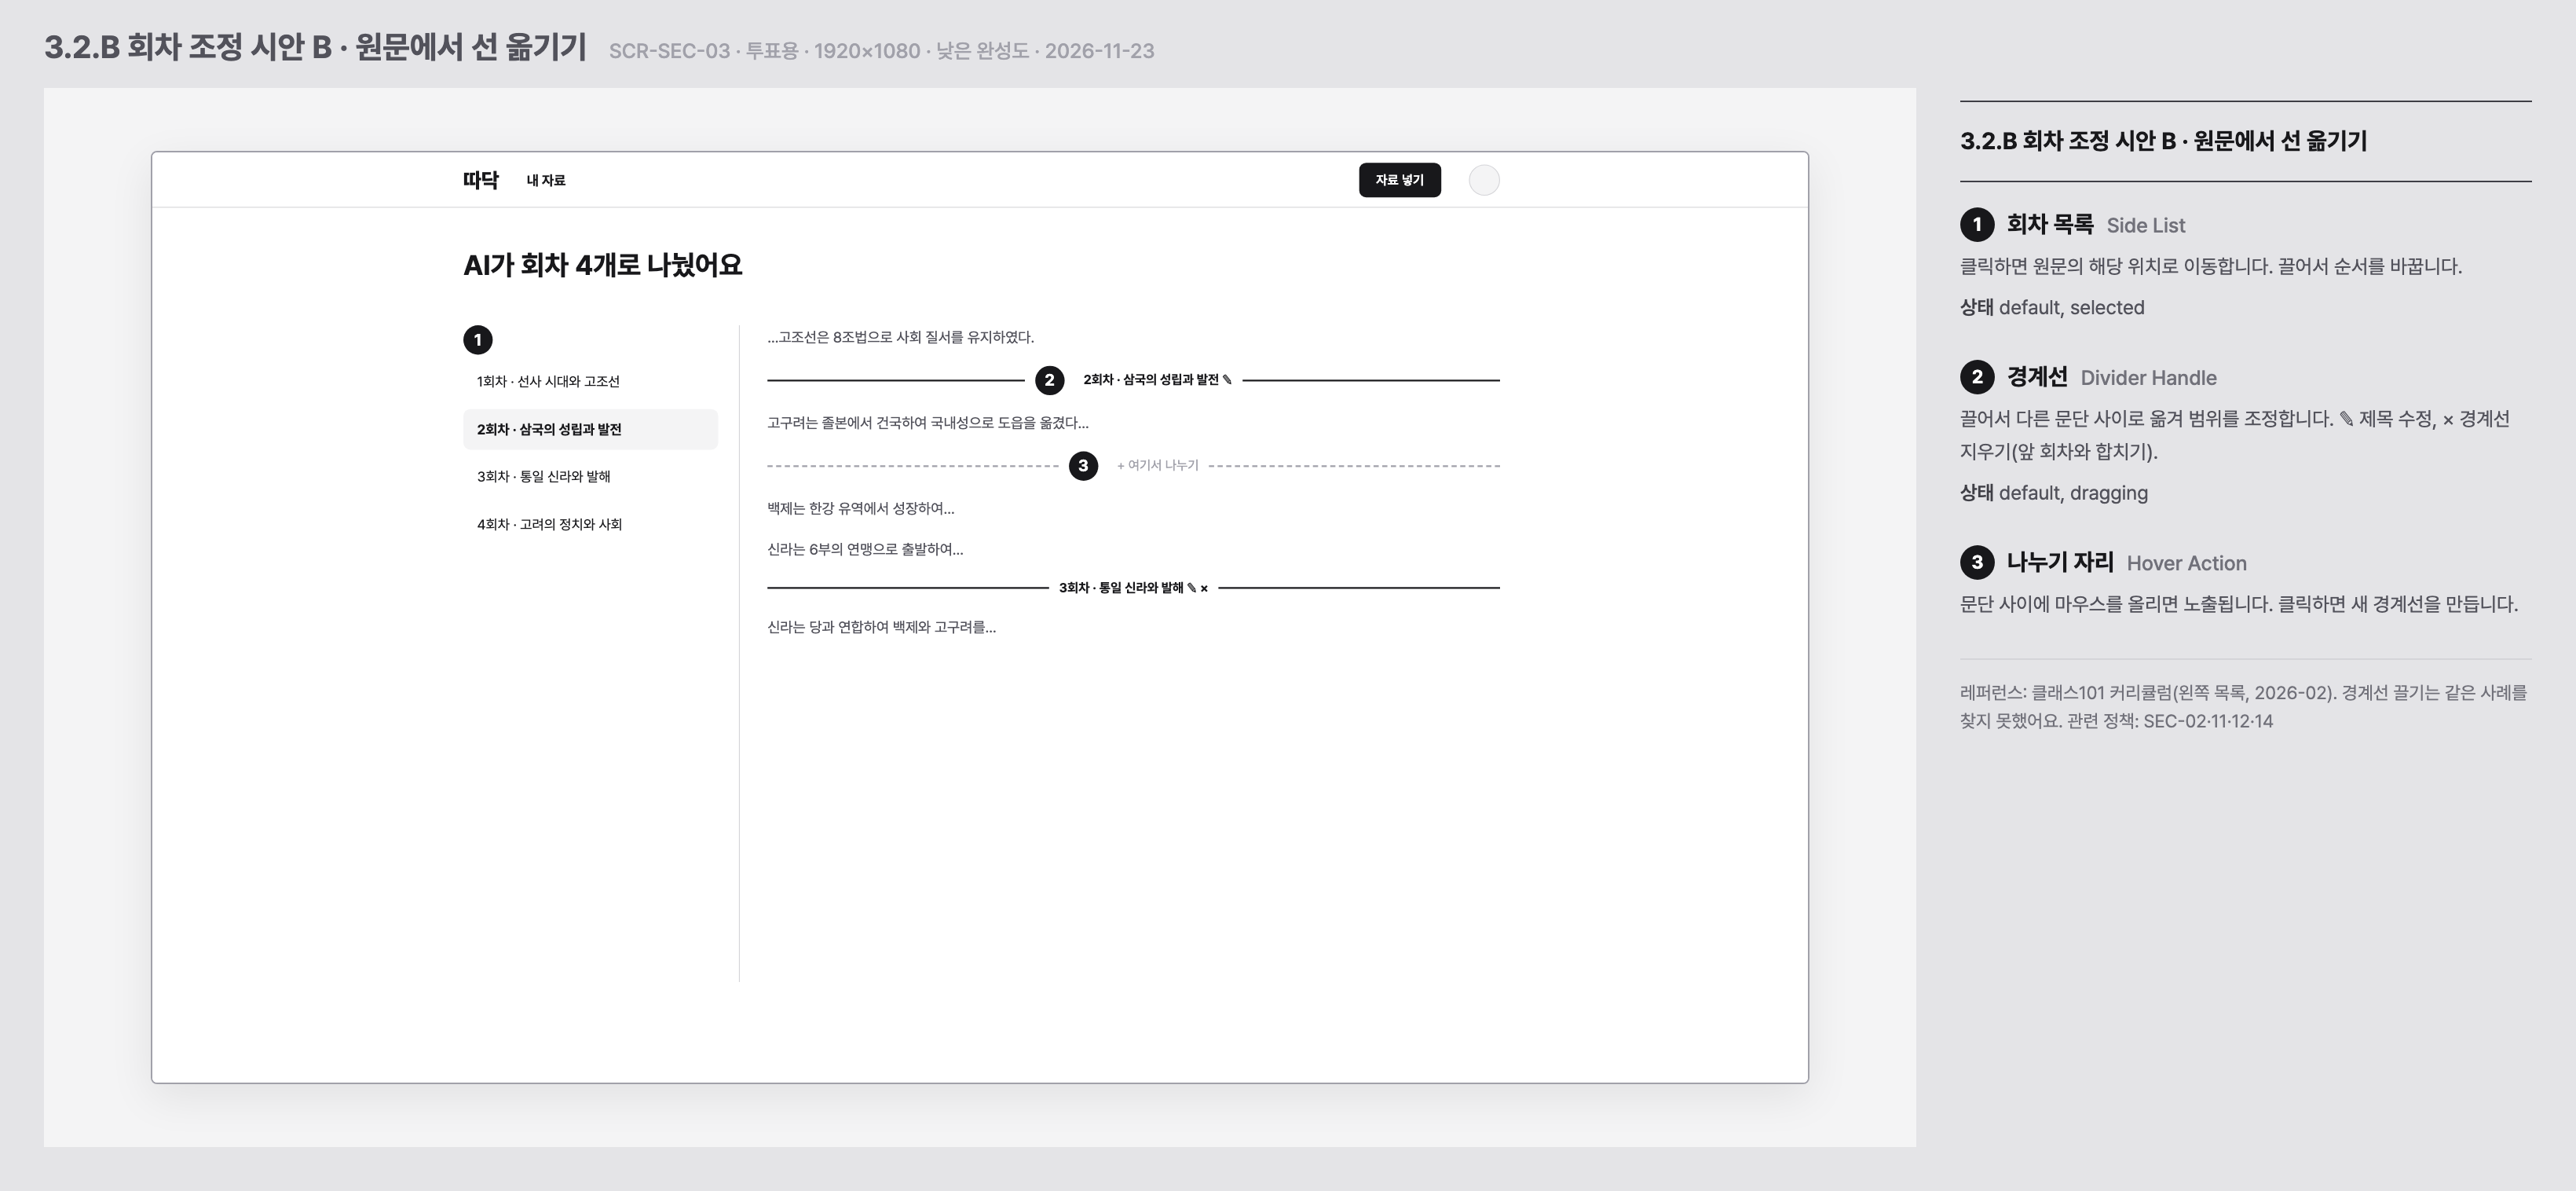 3.2.B 회차 조정 시안 B · 원문에서 선 옮기기 SCR-SEC-03 · 투표용 · 1920×1080 · 낮은 완성도 · 2026-11-23
따닥 내 자료 자료 넣기
AI가 회차 4개로 나눴어요
1
1회차 · 선사 시대와 고조선
2회차 · 삼국의 성립과 발전
3회차 · 통일 신라와 발해
4회차 · 고려의 정치와 사회
...고조선은 8조법으로 사회 질서를 유지하였다.
2 2회차 · 삼국의 성립과 발전 ✎
고구려는 졸본에서 건국하여 국내성으로 도읍을 옮겼다...
3 + 여기서 나누기
백제는 한강 유역에서 성장하여...
신라는 6부의 연맹으로 출발하여...
3회차 · 통일 신라와 발해 ✎ ×
신라는 당과 연합하여 백제와 고구려를...
3.2.B 회차 조정 시안 B · 원문에서 선 옮기기
1 회차 목록 Side List
클릭하면 원문의 해당 위치로 이동합니다. 끌어서 순서를 바꿉니다.
상태 default, selected
2 경계선 Divider Handle
끌어서 다른 문단 사이로 옮겨 범위를 조정합니다. ✎ 제목 수정, × 경계선
지우기(앞 회차와 합치기).
상태 default, dragging
3 나누기 자리 Hover Action
문단 사이에 마우스를 올리면 노출됩니다. 클릭하면 새 경계선을 만듭니다.
레퍼런스: 클래스101 커리큘럼(왼쪽 목록, 2026-02). 경계선 끌기는 같은 사례를
찾지 못했어요. 관련 정책: SEC-02·11·12·14